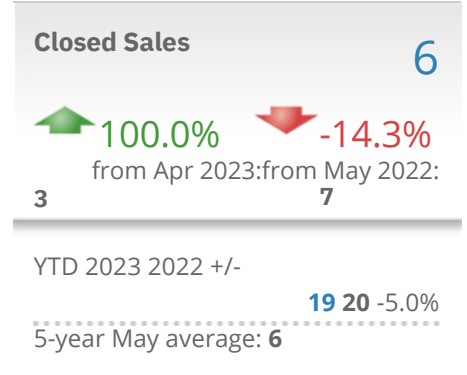 Closed Sales
6
100.0% -14.3%
from Apr 2023:from May 2022:
3 7
YTD 2023 2022 +/-
19 20 -5.0%
5-year May average: 6